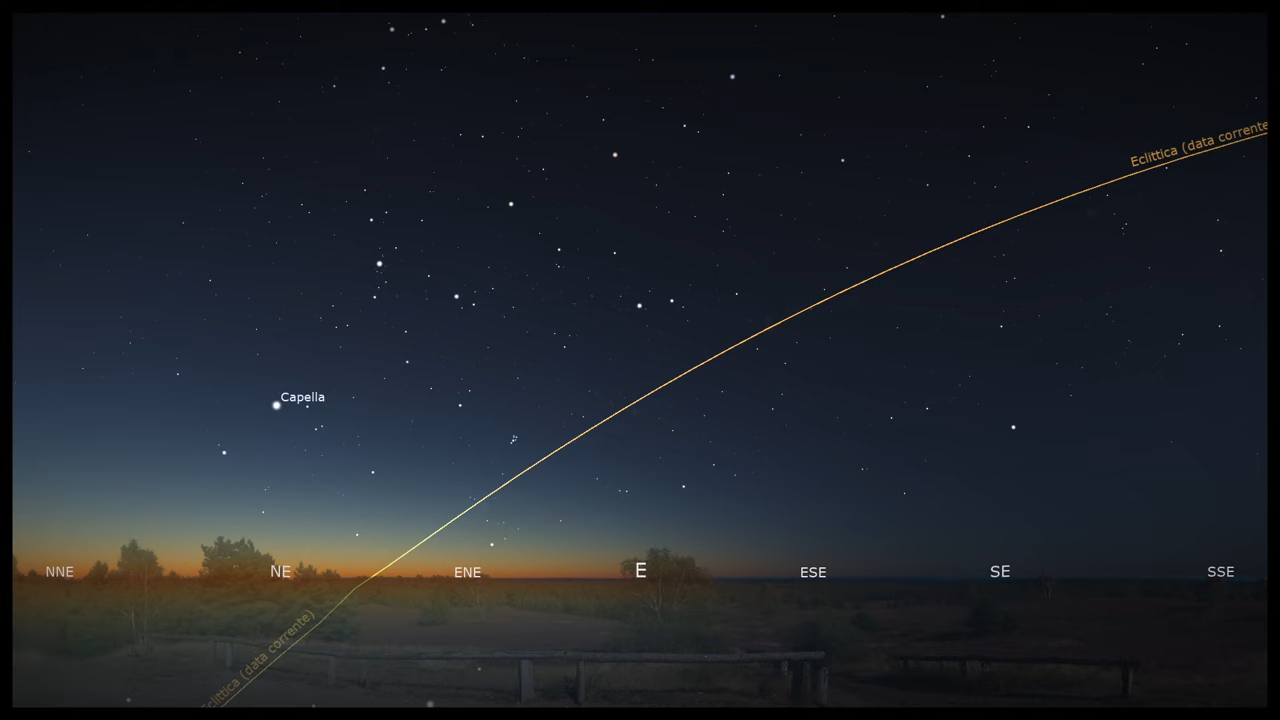 Eclittica (data corrente
Capella
NNE
NE
ENE
E
ESE
SE
SSE
Eclittica (data corrente)